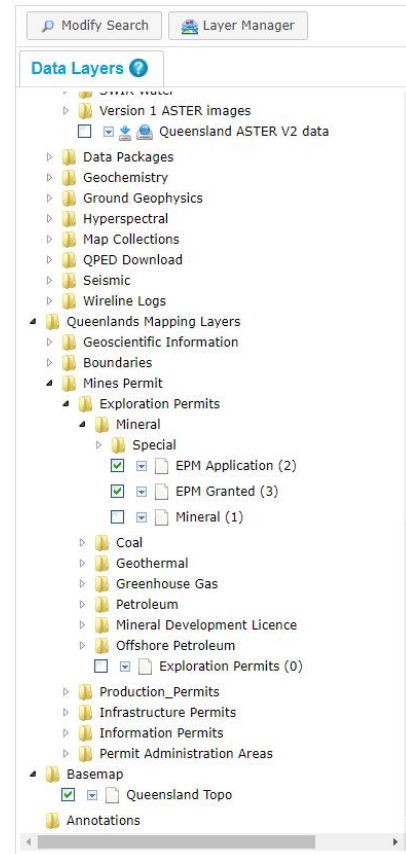 Modify Search
Layer Manager
Data Layers
SWIR Water
Version 1 ASTER images
Queensland ASTER V2 data
Data Packages
Geochemistry
Ground Geophysics
Hyperspectral
Map Collections
QPED Download
Seismic
Wireline Logs
Queenlands Mapping Layers
Geoscientific Information
Boundaries
Mines Permit
Exploration Permits
Mineral
Special
EPM Application (2)
EPM Granted (3)
Mineral (1)
Coal
Geothermal
Greenhouse Gas
Petroleum
Mineral Development Licence
Offshore Petroleum
Exploration Permits (0)
Production_Permits
Infrastructure Permits
Information Permits
Permit Administration Areas
Basemap
Queensland Topo
Annotations